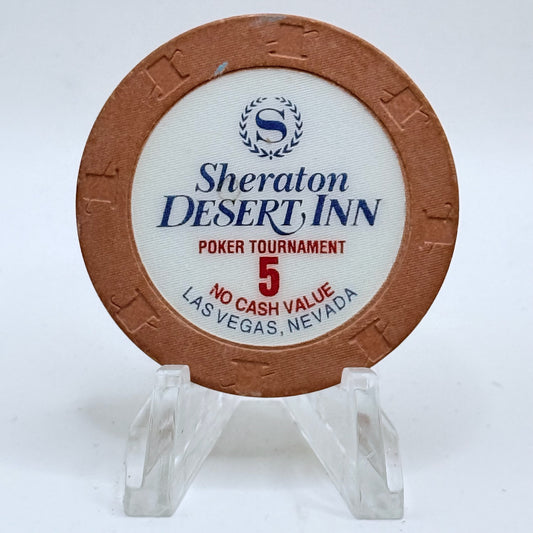 S
Sheraton
DESERT INN
POKER TOURNAMENT
5
NO CASH VALUE
LAS VEGAS, NEVADA